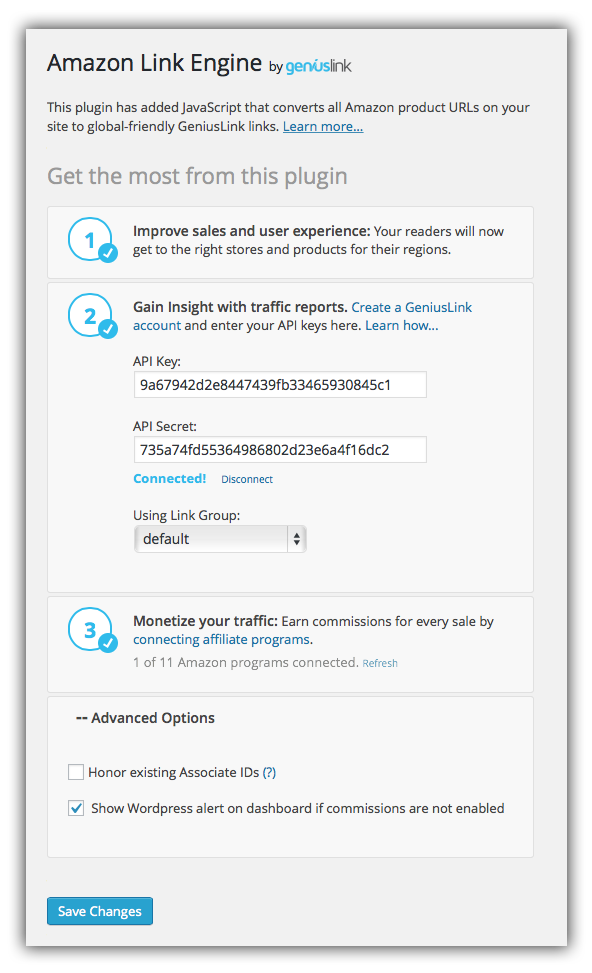 Amazon Link Engine by geniuslink
This plugin has added JavaScript that converts all Amazon product URLs on your
site to global-friendly GeniusLink links. Learn more...
Get the most from this plugin
1
Improve sales and user experience: Your readers will now
get to the right stores and products for their regions.
2
Gain Insight with traffic reports. Create a GeniusLink
account and enter your API keys here. Learn how...
API Key:
9a67942d2e8447439fb33465930845c1
API Secret:
735a74fd55364986802d23e6a4f16dc2
Connected! Disconnect
Using Link Group:
default
3
Monetize your traffic: Earn commissions for every sale by
connecting affiliate programs.
1 of 11 Amazon programs connected. Refresh
-- Advanced Options
Honor existing Associate IDs (?)
Show Wordpress alert on dashboard if commissions are not enabled
Save Changes